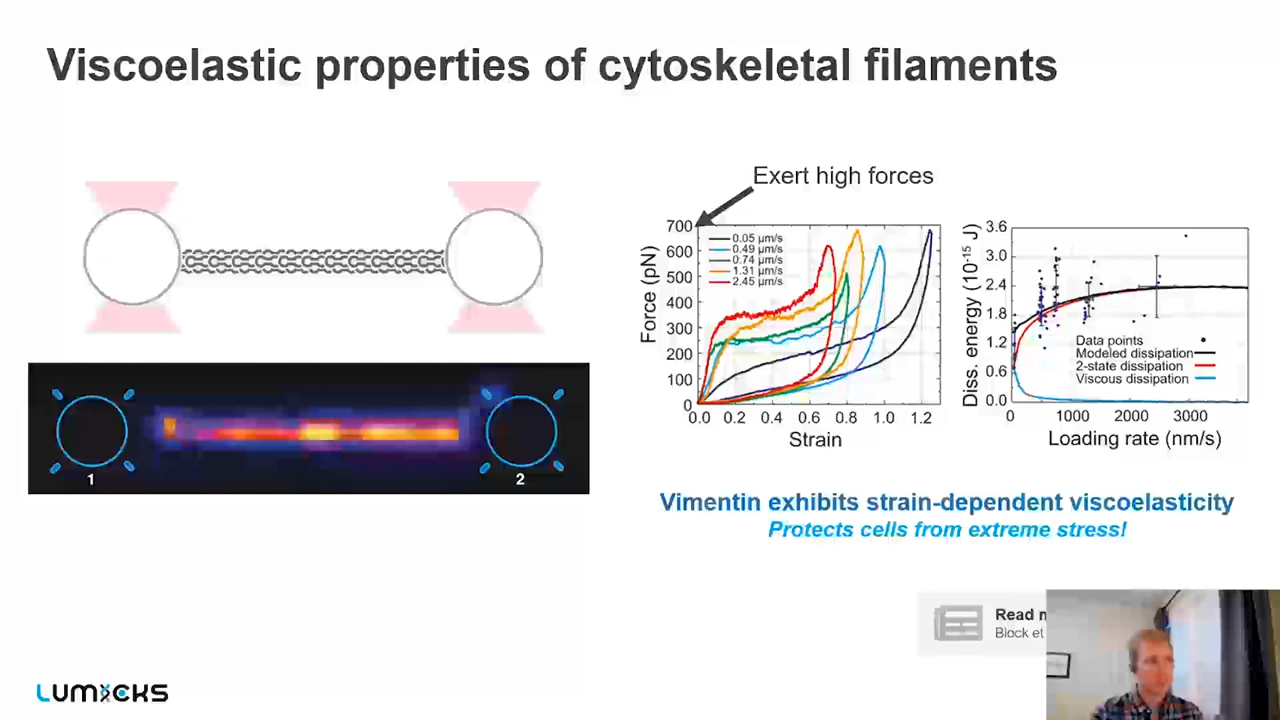 Viscoelastic properties of cytoskeletal filaments
Exert high forces
700
600
500
400
300
200
100
0
Force (pN)
0.05 µm/s
0.49 µm/s
0.74 µm/s
1.31 µm/s
2.45 µm/s
0.0 0.2 0.4 0.6 0.8 1.0 1.2
Strain
3.6
3.0
2.4
1.8
1.2
0.6
0.0
Diss. energy (10⁻¹⁵ J)
Data points
Modeled dissipation
2-state dissipation
Viscous dissipation
0 1000 2000 3000
Loading rate (nm/s)
1
2
Vimentin exhibits strain-dependent viscoelasticity
Protects cells from extreme stress!
Read
Block et
LUMICKS